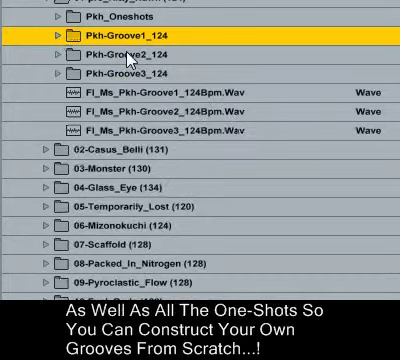 Pkh_Oneshots
Pkh-Groove1_124
Pkh-Groove2_124
Pkh-Groove3_124
Fl_Ms_Pkh-Groove1_124Bpm.Wav Wave
Fl_Ms_Pkh-Groove2_124Bpm.Wav Wave
Fl_Ms_Pkh-Groove3_124Bpm.Wav Wave
02-Casus_Belli (131)
03-Monster (130)
04-Glass_Eye (134)
05-Temporarily_Lost (120)
06-Mizonokuchi (124)
07-Scaffold (128)
08-Packed_In_Nitrogen (128)
09-Pyroclastic_Flow (128)
As Well As All The One-Shots So
You Can Construct Your Own
Grooves From Scratch...!